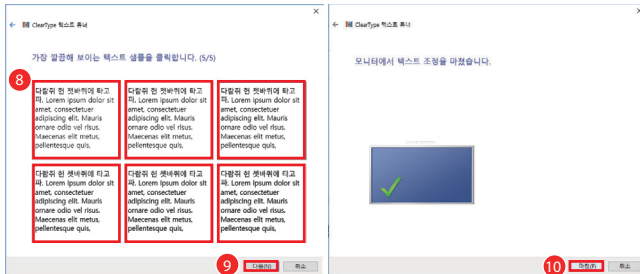 ← ClearType 텍스트 튜너
×
가장 깔끔해 보이는 텍스트 샘플을 클릭합니다. (5/5)
8
다람쥐 헌 쳇바퀴에 타고
파. Lorem ipsum dolor sit
amet, consectetuer
adipiscing elit. Mauris
ornare odio vel risus.
Maecenas elit metus,
pellentesque quis,
다람쥐 헌 쳇바퀴에 타고
파. Lorem ipsum dolor sit
amet, consectetuer
adipiscing elit. Mauris
ornare odio vel risus.
Maecenas elit metus,
pellentesque quis,
다람쥐 헌 쳇바퀴에 타고
파. Lorem ipsum dolor sit
amet, consectetuer
adipiscing elit. Mauris
ornare odio vel risus.
Maecenas elit metus,
pellentesque quis,
다람쥐 헌 쳇바퀴에 타고
파. Lorem ipsum dolor sit
amet, consectetuer
adipiscing elit. Mauris
ornare odio vel risus.
Maecenas elit metus,
pellentesque quis,
다람쥐 헌 쳇바퀴에 타고
파. Lorem ipsum dolor sit
amet, consectetuer
adipiscing elit. Mauris
ornare odio vel risus.
Maecenas elit metus,
pellentesque quis,
다람쥐 헌 쳇바퀴에 타고
파. Lorem ipsum dolor sit
amet, consectetuer
adipiscing elit. Mauris
ornare odio vel risus.
Maecenas elit metus,
pellentesque quis,
9 다음(N) 취소
← ClearType 텍스트 튜너
×
모니터에서 텍스트 조정을 마쳤습니다.
10 마침(F) 취소